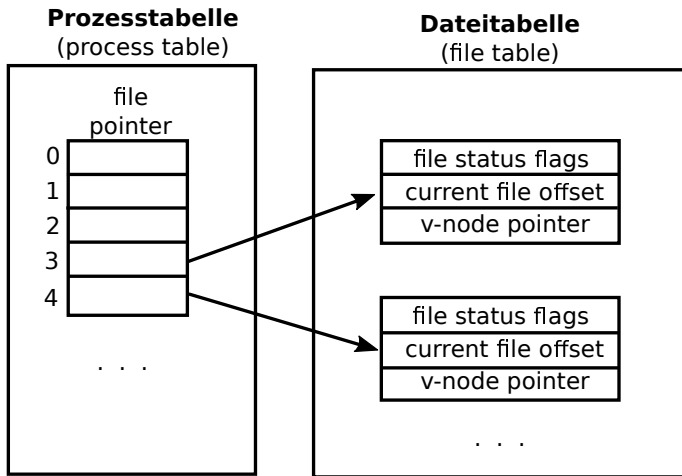 Prozesstabelle
(process table)
file
pointer
0
1
2
3
4
. . .
Dateitabelle
(file table)
file status flags
current file offset
v-node pointer
file status flags
current file offset
v-node pointer
. . .